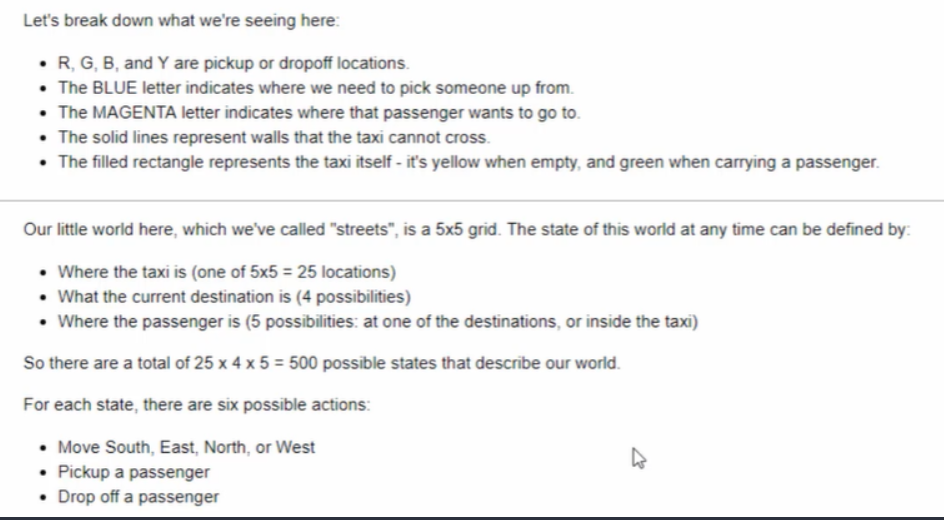 Let's break down what we're seeing here:
• R, G, B, and Y are pickup or dropoff locations.
• The BLUE letter indicates where we need to pick someone up from.
• The MAGENTA letter indicates where that passenger wants to go to.
• The solid lines represent walls that the taxi cannot cross.
• The filled rectangle represents the taxi itself - it's yellow when empty, and green when carrying a passenger.
Our little world here, which we've called "streets", is a 5x5 grid. The state of this world at any time can be defined by:
• Where the taxi is (one of 5x5 = 25 locations)
• What the current destination is (4 possibilities)
• Where the passenger is (5 possibilities: at one of the destinations, or inside the taxi)
So there are a total of 25 x 4 x 5 = 500 possible states that describe our world.
For each state, there are six possible actions:
• Move South, East, North, or West
• Pickup a passenger
• Drop off a passenger